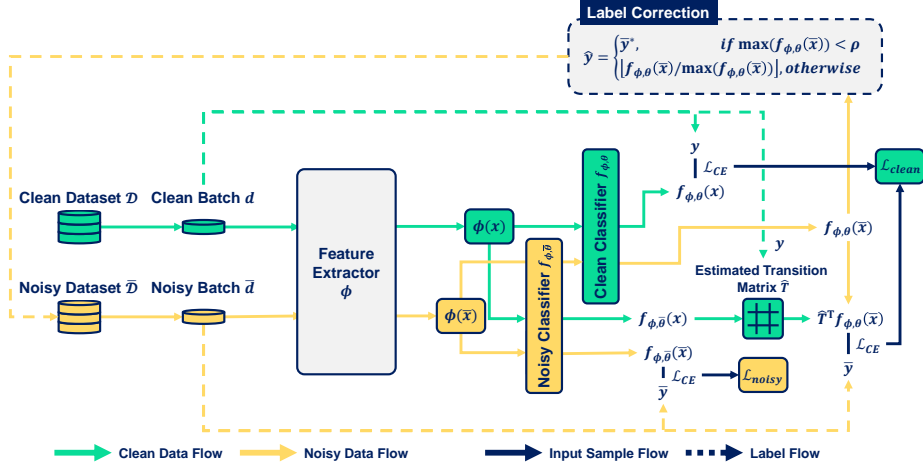 Label Correction
ŷ = { ȳ*, if max(f_{ϕ,θ}(x̄)) < ρ
⌊f_{ϕ,θ}(x̄)/max(f_{ϕ,θ}(x̄))⌋, otherwise
y
ℒ_CE
f_{ϕ,θ}(x)
ℒ_clean
Clean Dataset 𝒟
Clean Batch d
Feature
Extractor
ϕ
ϕ(x)
Clean Classifier f_{ϕ,θ}
y
f_{ϕ,θ}(x̄)
Noisy Dataset 𝒟̄
Noisy Batch d̄
ϕ(x̄)
Noisy Classifier f_{ϕ,θ̄}
Estimated Transition
Matrix T̂
f_{ϕ,θ̄}(x)
T̂ᵀf_{ϕ,θ}(x̄)
ℒ_CE
ȳ
f_{ϕ,θ̄}(x̄)
ℒ_CE
ȳ
ℒ_noisy
Clean Data Flow
Noisy Data Flow
Input Sample Flow
Label Flow